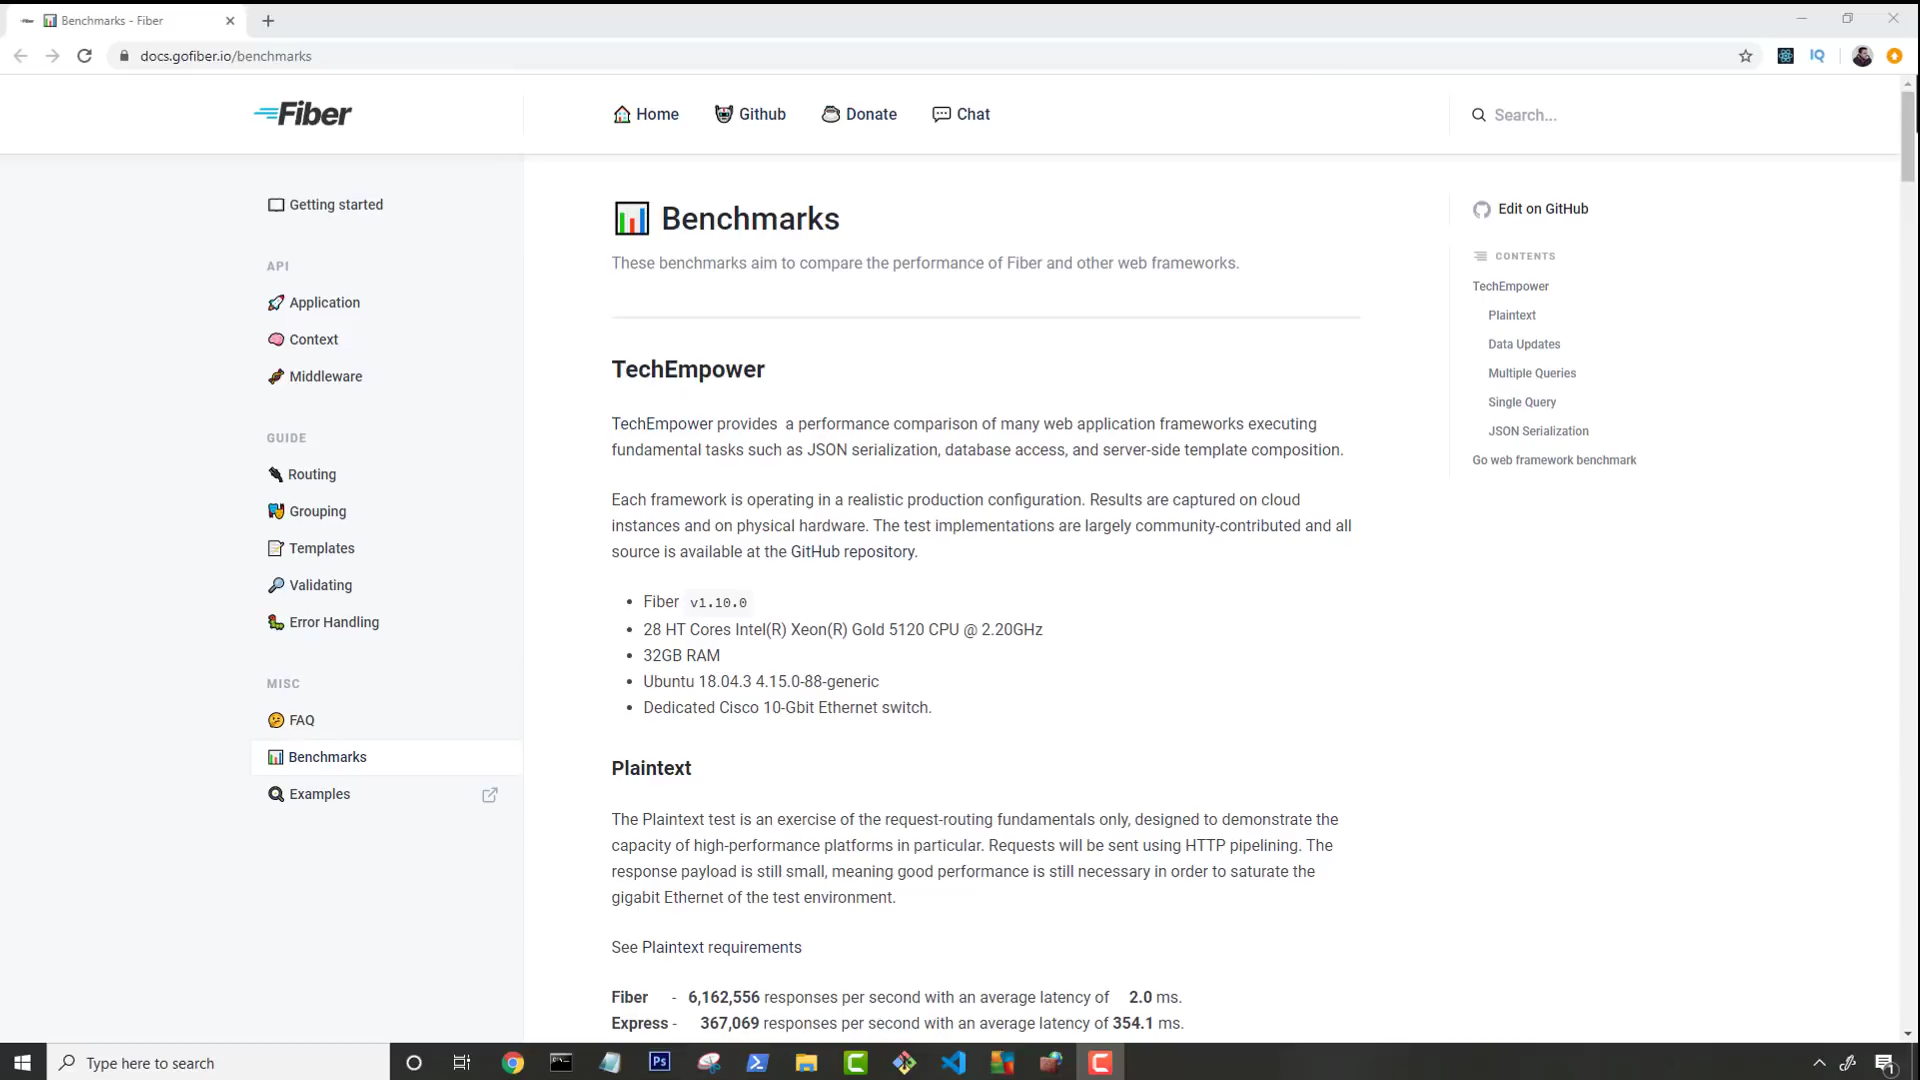 Benchmarks - Fiber
docs.gofiber.io/benchmarks
IQ
Fiber
Home
Github
Donate
Chat
Search...
Getting started
API
Application
Context
Middleware
GUIDE
Routing
Grouping
Templates
Validating
Error Handling
MISC
FAQ
Benchmarks
Examples
Benchmarks
These benchmarks aim to compare the performance of Fiber and other web frameworks.
TechEmpower
TechEmpower provides  a performance comparison of many web application frameworks executing
fundamental tasks such as JSON serialization, database access, and server-side template composition.
Each framework is operating in a realistic production configuration. Results are captured on cloud
instances and on physical hardware. The test implementations are largely community-contributed and all
source is available at the GitHub repository.
• Fiber v1.10.0
• 28 HT Cores Intel(R) Xeon(R) Gold 5120 CPU @ 2.20GHz
• 32GB RAM
• Ubuntu 18.04.3 4.15.0-88-generic
• Dedicated Cisco 10-Gbit Ethernet switch.
Plaintext
The Plaintext test is an exercise of the request-routing fundamentals only, designed to demonstrate the
capacity of high-performance platforms in particular. Requests will be sent using HTTP pipelining. The
response payload is still small, meaning good performance is still necessary in order to saturate the
gigabit Ethernet of the test environment.
See Plaintext requirements
Fiber - 6,162,556 responses per second with an average latency of 2.0 ms.
Express - 367,069 responses per second with an average latency of 354.1 ms.
Edit on GitHub
CONTENTS
TechEmpower
Plaintext
Data Updates
Multiple Queries
Single Query
JSON Serialization
Go web framework benchmark
Type here to search
Ps
C
C
1